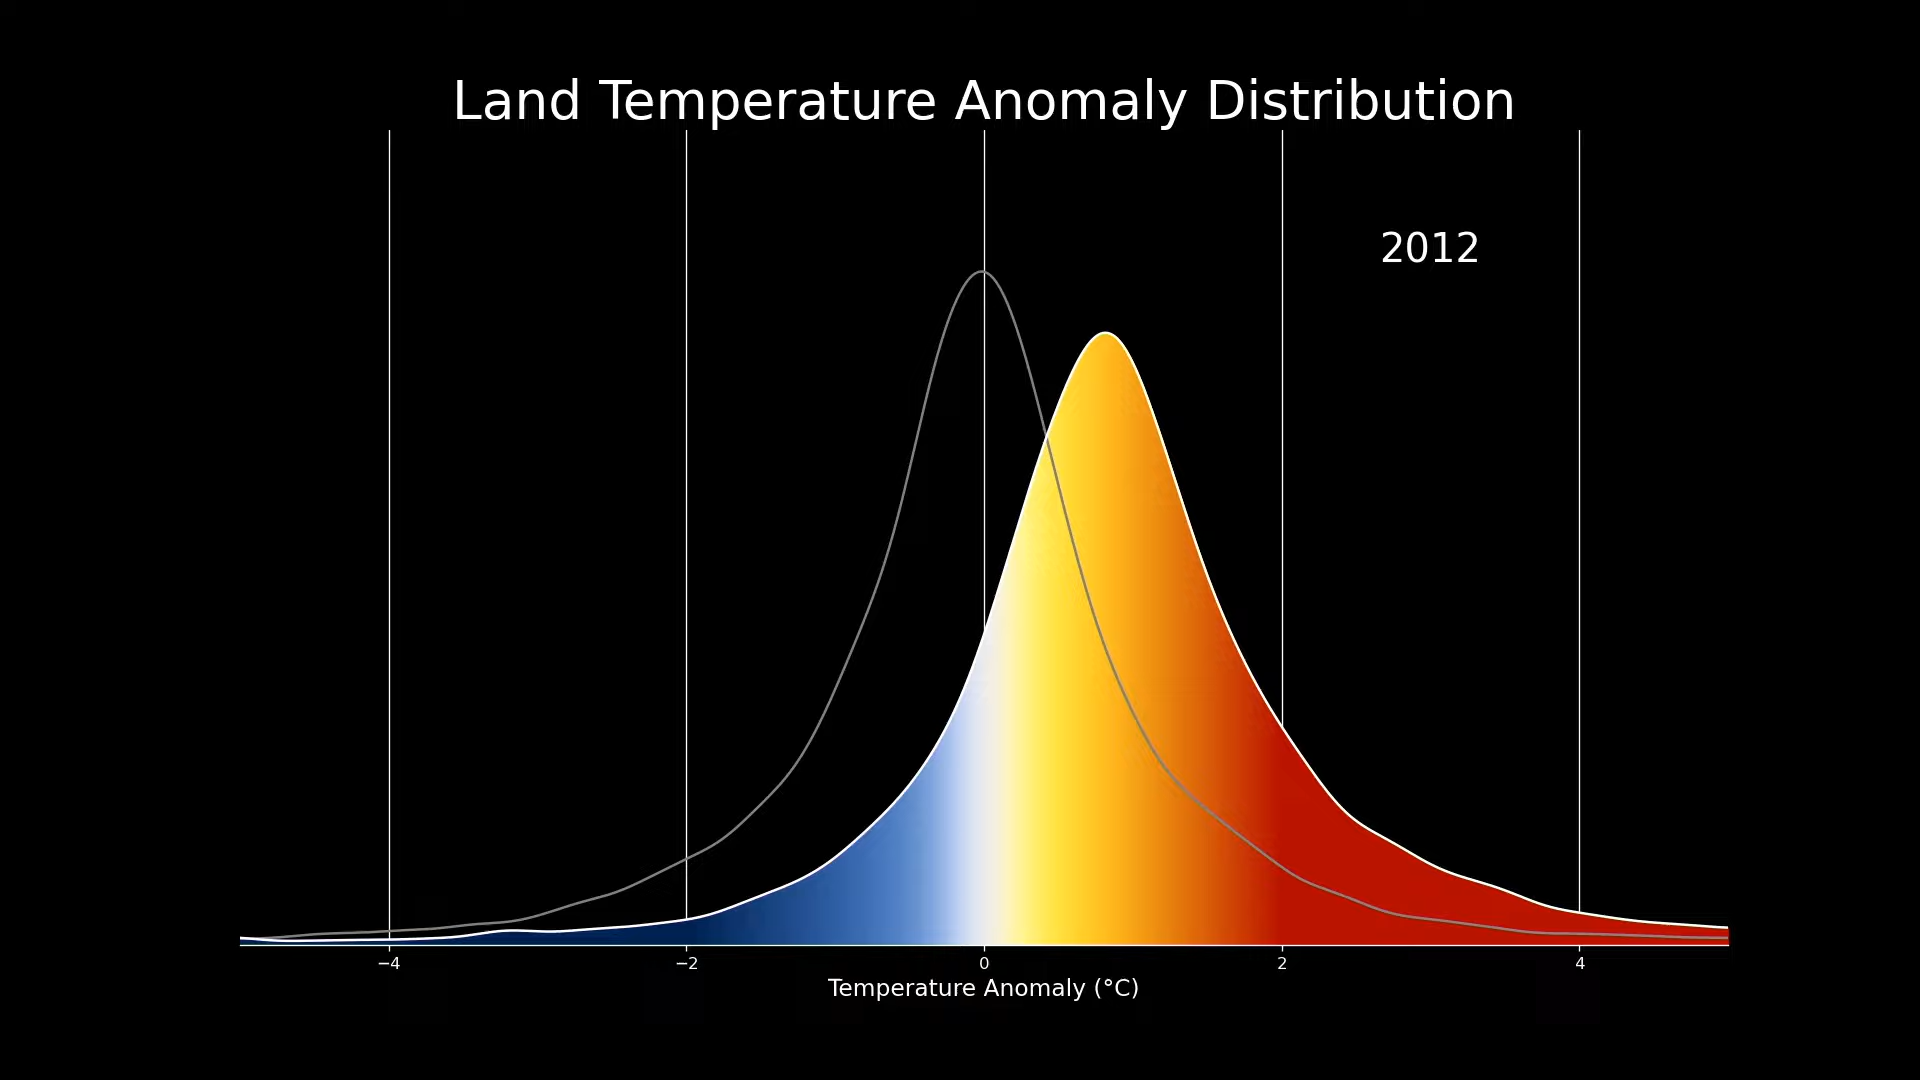 Land Temperature Anomaly Distribution
2012
−4 −2 0 2 4
Temperature Anomaly (°C)